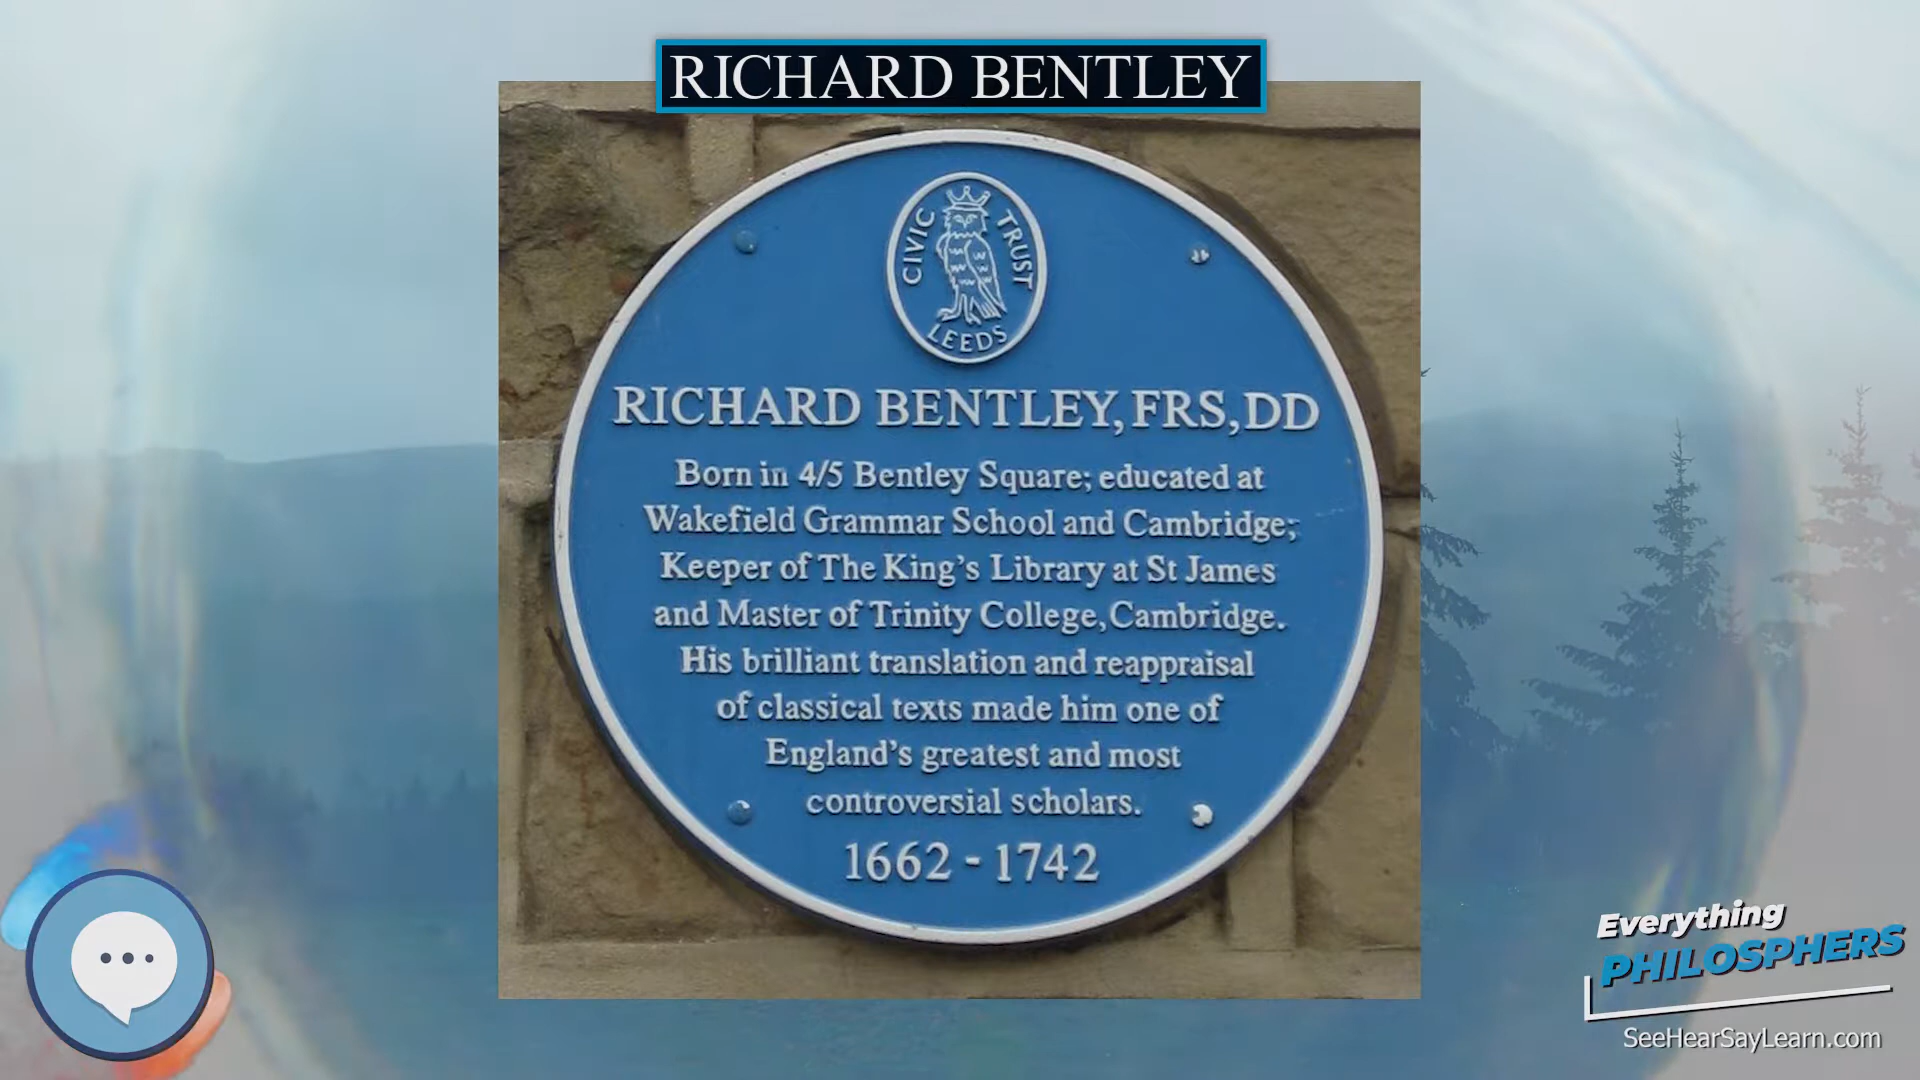 RICHARD BENTLEY
CIVIC TRUST
LEEDS
RICHARD BENTLEY, FRS, DD
Born in 4/5 Bentley Square; educated at
Wakefield Grammar School and Cambridge;
Keeper of The King's Library at St James
and Master of Trinity College, Cambridge.
His brilliant translation and reappraisal
of classical texts made him one of
England's greatest and most
controversial scholars.
1662 - 1742
Everything
PHILOSPHERS
SeeHearSayLearn.com